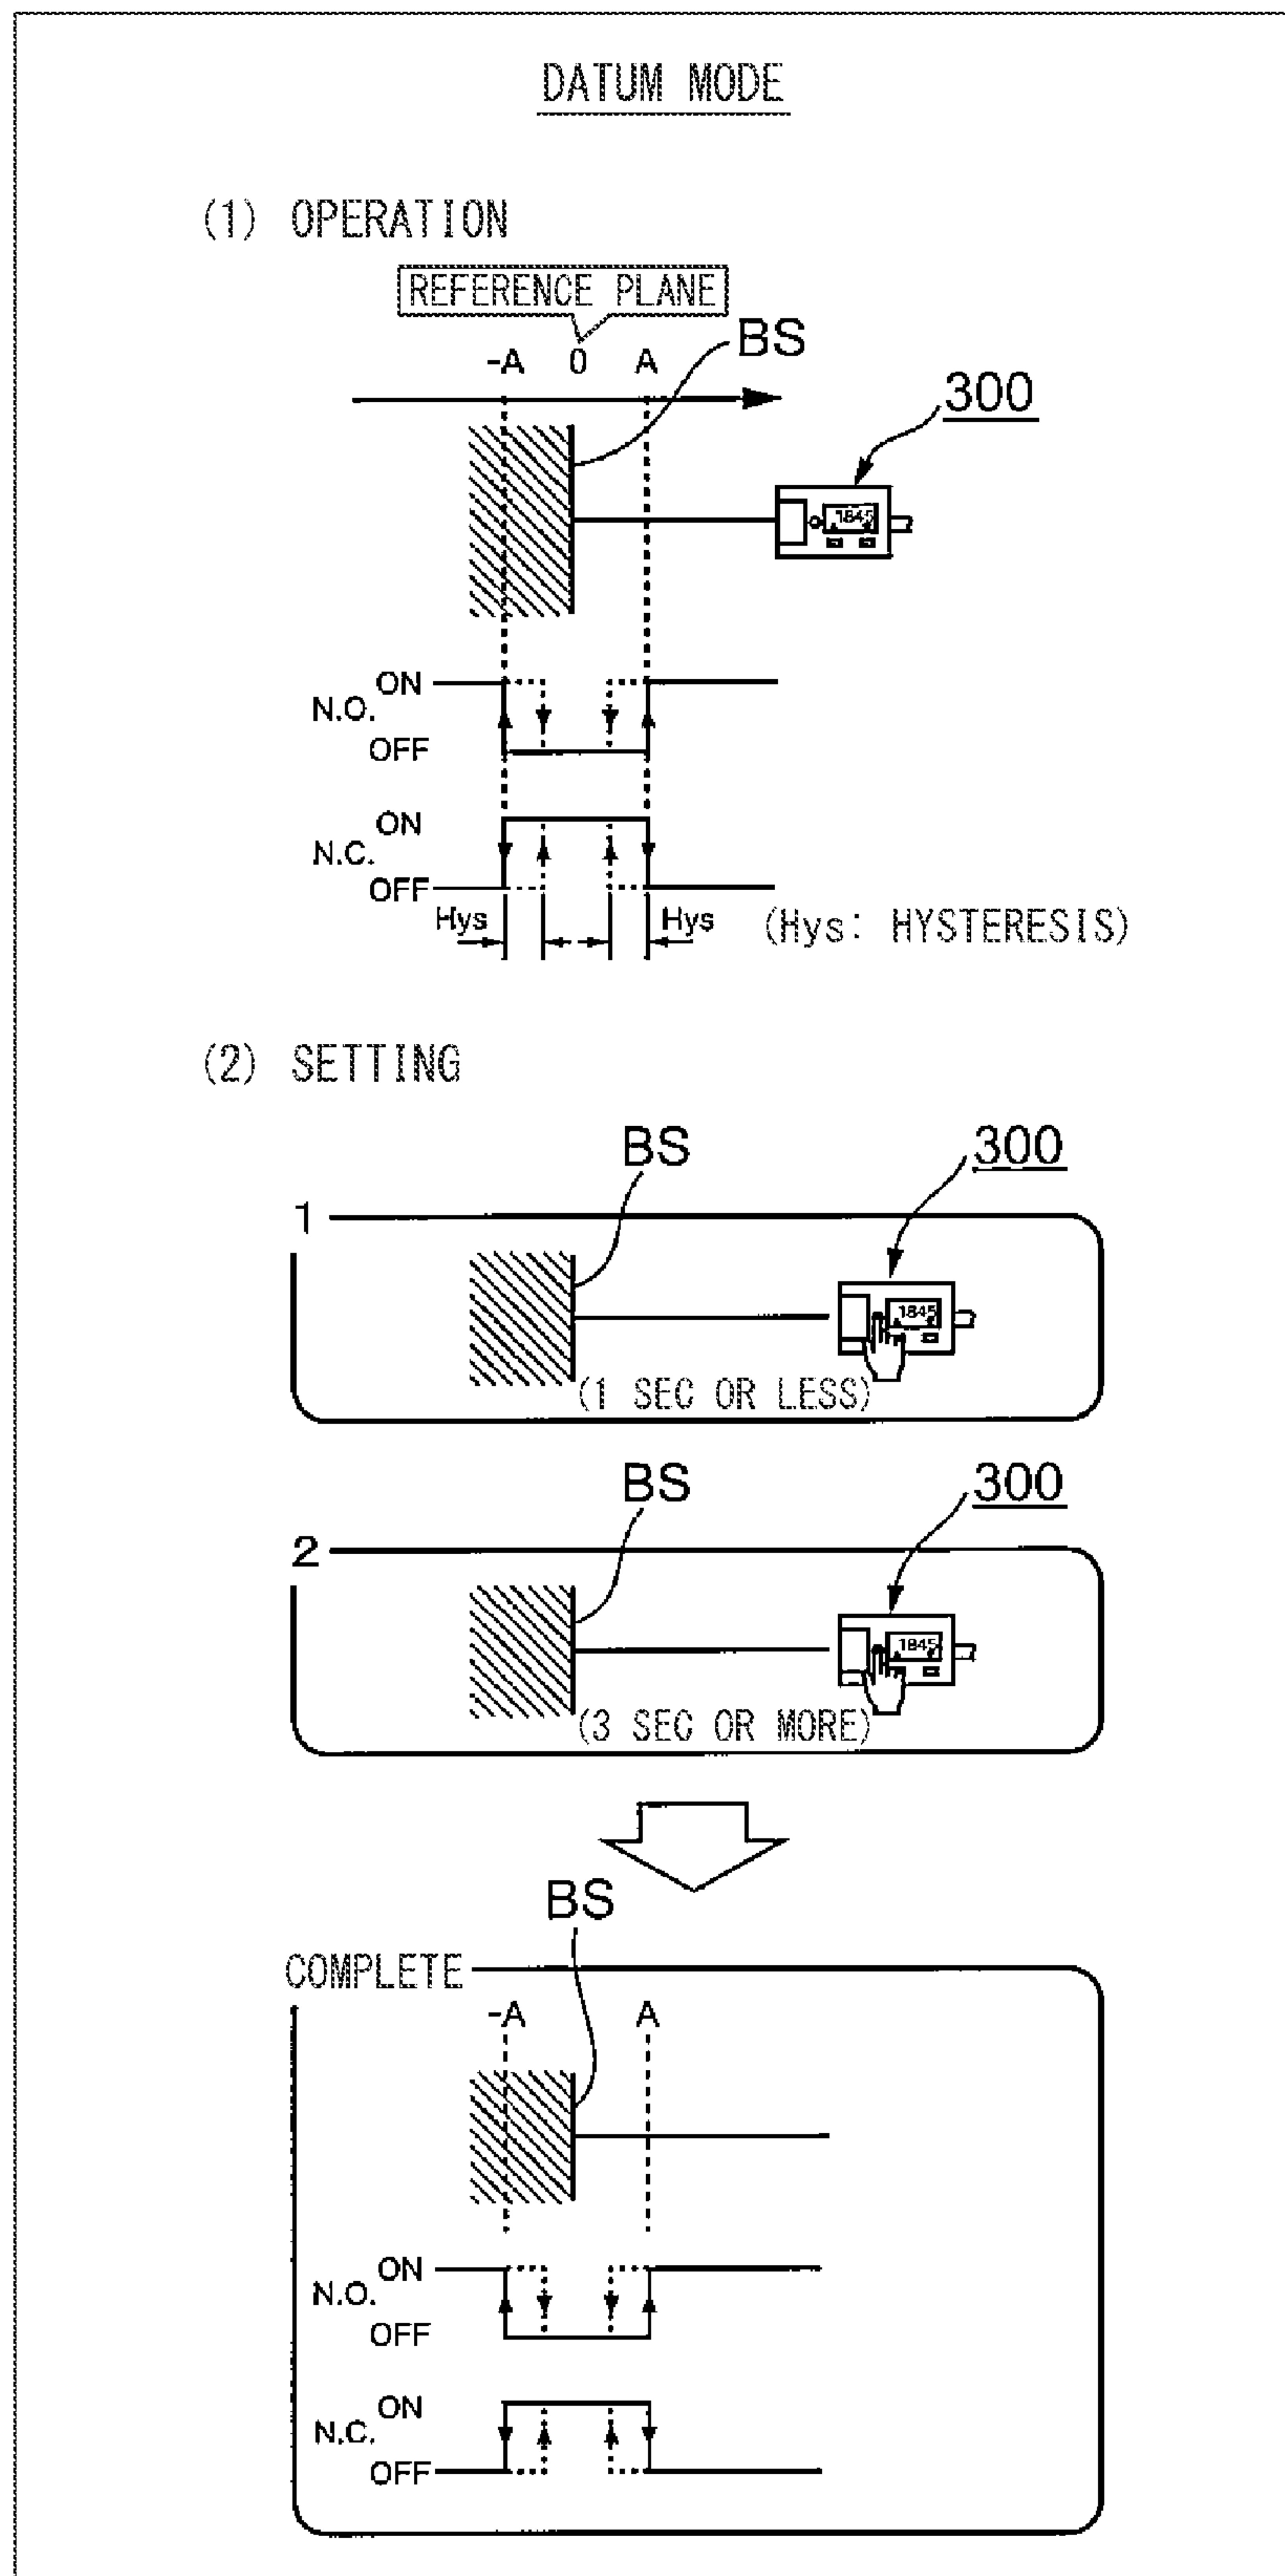 DATUM MODE
(1) OPERATION
REFERENCE PLANE
-A 0 A
BS
300
1845
ON
N.O.
OFF
ON
N.C.
OFF
Hys Hys (Hys: HYSTERESIS)
(2) SETTING
BS 300
1
1845
(1 SEC OR LESS)
BS 300
2
1845
(3 SEC OR MORE)
BS
COMPLETE
-A A
ON
N.O.
OFF
ON
N.C.
OFF